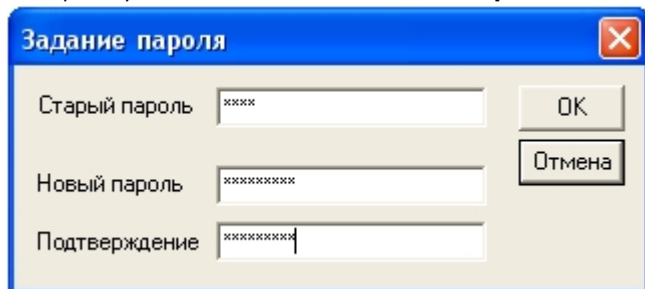 Задание пароля
Старый пароль **** OK
Отмена
Новый пароль *********
Подтверждение *********